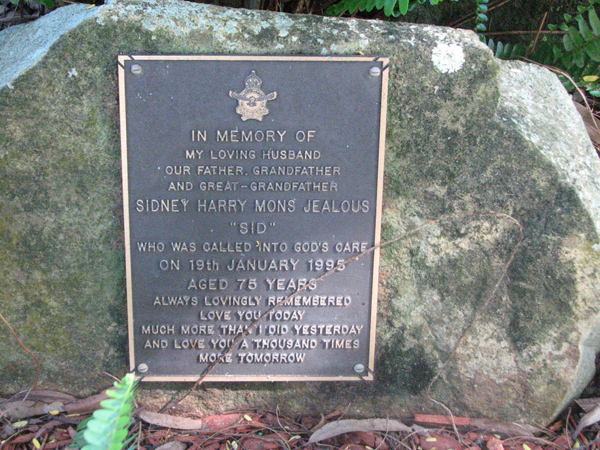 IN MEMORY OF
MY LOVING HUSBAND
OUR FATHER, GRANDFATHER
AND GREAT-GRANDFATHER
SIDNEY HARRY MONS JEALOUS
"SID"
WHO WAS CALLED INTO GOD'S CARE
ON 19th JANUARY 1995
AGED 75 YEARS
ALWAYS LOVINGLY REMEMBERED
LOVE YOU TODAY
MUCH MORE THAN I DID YESTERDAY
AND LOVE YOU A THOUSAND TIMES
MORE TOMORROW